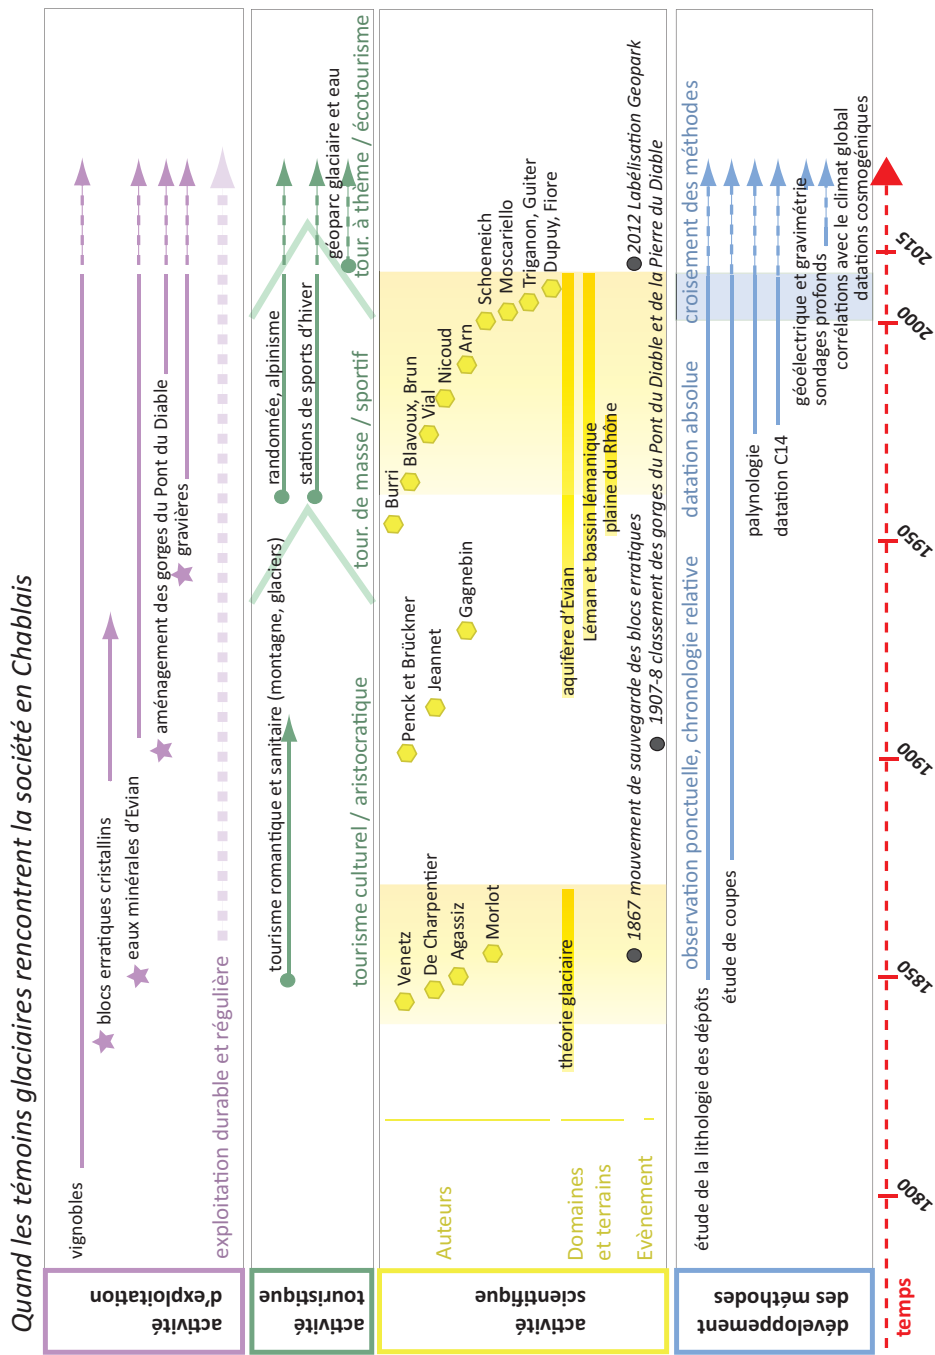 Quand les témoins glaciaires rencontrent la société en Chablais
activité
d'exploitation
vignobles
blocs erratiques cristallins
eaux minérales d'Evian
aménagement des gorges du Pont du Diable
gravières
exploitation durable et régulière
activité
touristique
tourisme romantique et sanitaire (montagne, glaciers)
randonnée, alpinisme
stations de sports d'hiver
géoparc glaciaire et eau
tourisme culturel / aristocratique
tour. de masse / sportif
tour. à thème / écotourisme
activité
scientifique
Auteurs
Venetz
De Charpentier
Agassiz
Morlot
Penck et Brückner
Jeannet
Gagnebin
Burri
Blavoux, Brun
Vial
Nicoud
Arn
Schoeneich
Moscariello
Triganon, Guiter
Dupuy, Fiore
Domaines
et terrains
théorie glaciaire
aquifère d'Evian
Léman et bassin lémanique
plaine du Rhône
Evènement
1867 mouvement de sauvegarde des blocs erratiques
1907-8 classement des gorges du Pont du Diable et de la Pierre du Diable
2012 Labélisation Geopark
développement
des méthodes
observation ponctuelle, chronologie relative
datation absolue
croisement des méthodes
étude de la lithologie des dépôts
étude de coupes
palynologie
datation C14
géoélectrique et gravimétrie
sondages profonds
corrélations avec le climat global
datations cosmogéniques
temps
1800
1850
1900
1950
2000
2015